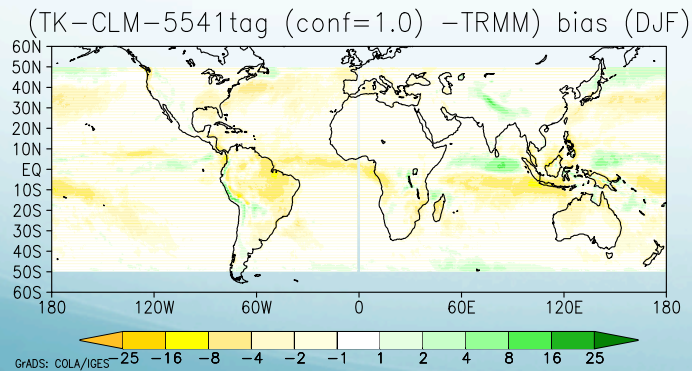 (TK-CLM-5541tag (conf=1.0) -TRMM) bias (DJF)
60N
50N
40N
30N
20N
10N
EQ
10S
20S
30S
40S
50S
60S
180 120W 60W 0 60E 120E 180
-25 -16 -8 -4 -2 -1 1 2 4 8 16 25
GrADS: COLA/IGES